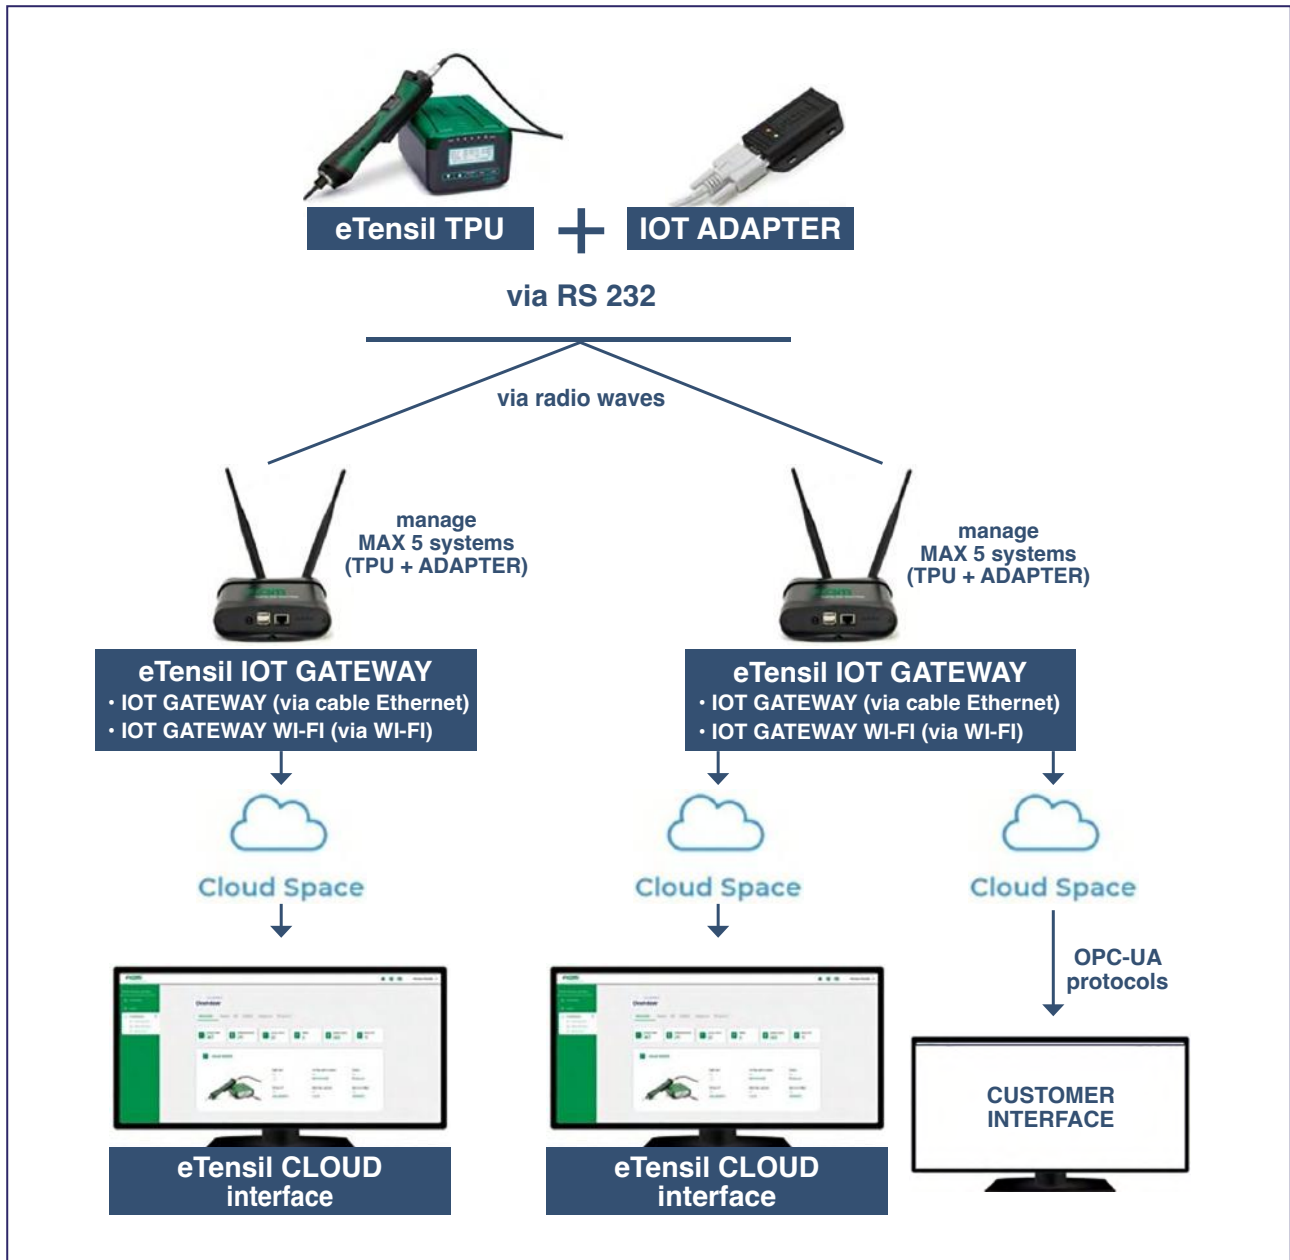 eTensil TPU
IOT ADAPTER
via RS 232
via radio waves
manage
MAX 5 systems
(TPU + ADAPTER)
manage
MAX 5 systems
(TPU + ADAPTER)
eTensil IOT GATEWAY
• IOT GATEWAY (via cable Ethernet)
• IOT GATEWAY WI-FI (via WI-FI)
eTensil IOT GATEWAY
• IOT GATEWAY (via cable Ethernet)
• IOT GATEWAY WI-FI (via WI-FI)
Cloud Space
Cloud Space
Cloud Space
OPC-UA
protocols
Overview
Overview
CUSTOMER
INTERFACE
eTensil CLOUD
interface
eTensil CLOUD
interface